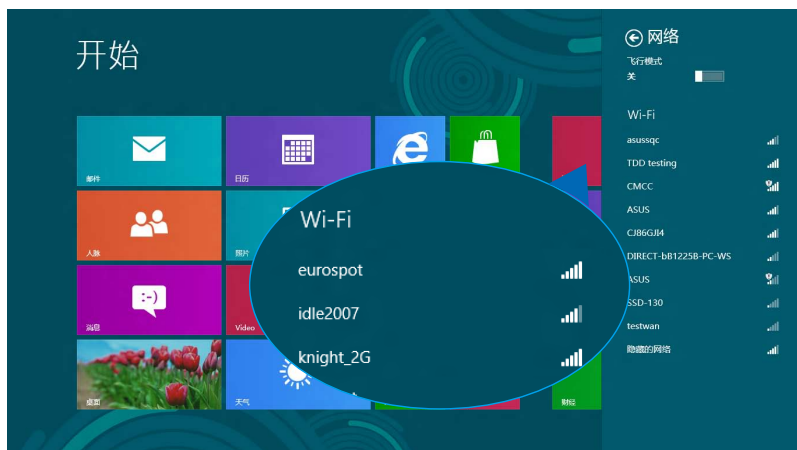 开始
网络
飞行模式
关
Wi-Fi
asussqc
TDD testing
CMCC
ASUS
CJ86GJI4
DIRECT-bB1225B-PC-WS
ASUS
SSD-130
testwan
隐藏的网络
邮件
日历
人脉
照片
消息
Video
桌面
天气
财经
Wi-Fi
eurospot
idle2007
knight_2G